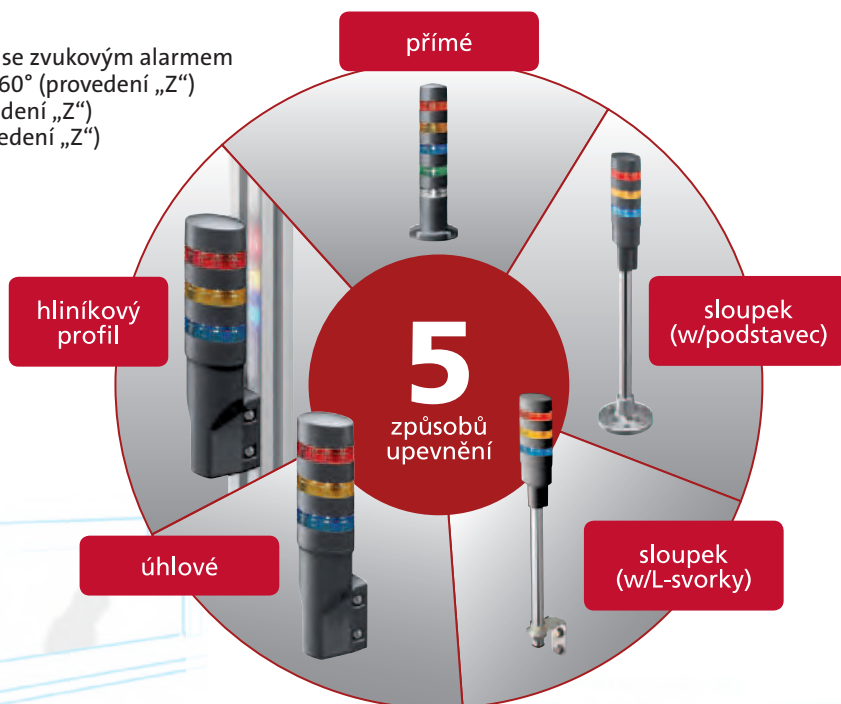 se zvukovým alarmem
60° (provedení „Z“)
dení „Z“)
edení „Z“)
přímé
hliníkový
profil
sloupek
(w/podstavec)
5
způsobů
upevnění
úhlové
sloupek
(w/L-svorky)